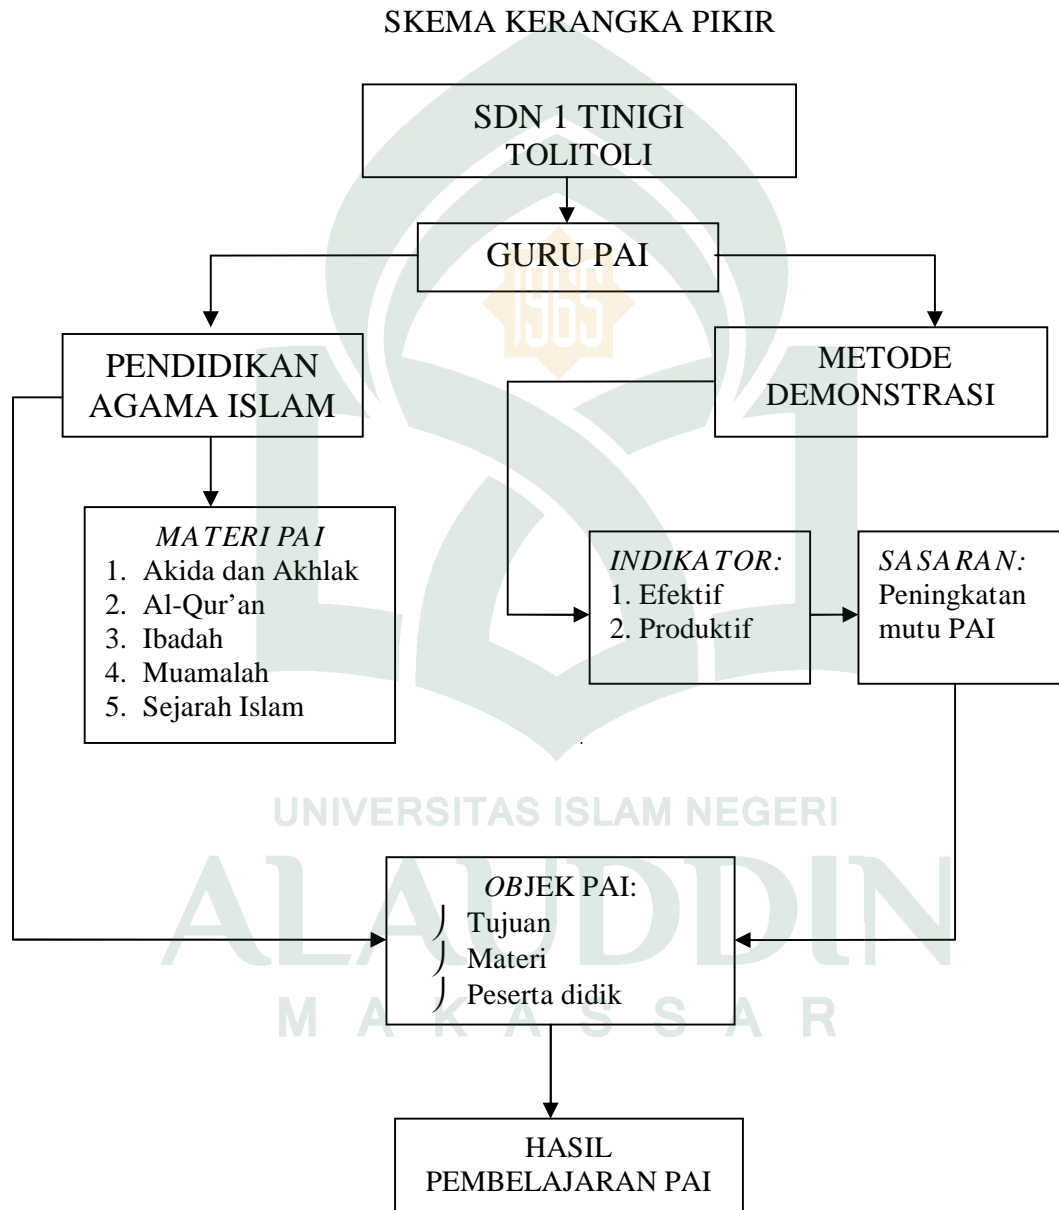 SKEMA KERANGKA PIKIR
SDN 1 TINIGI
TOLITOLI
GURU PAI
1965
PENDIDIKAN
AGAMA ISLAM
METODE
DEMONSTRASI
MATERI PAI
1. Akida dan Akhlak
2. Al-Qur’an
3. Ibadah
4. Muamalah
5. Sejarah Islam
INDIKATOR:
1. Efektif
2. Produktif
SASARAN:
Peningkatan
mutu PAI
UNIVERSITAS ISLAM NEGERI
ALAUDDIN
MAKASSAR
OBJEK PAI:
Tujuan
Materi
Peserta didik
HASIL
PEMBELAJARAN PAI